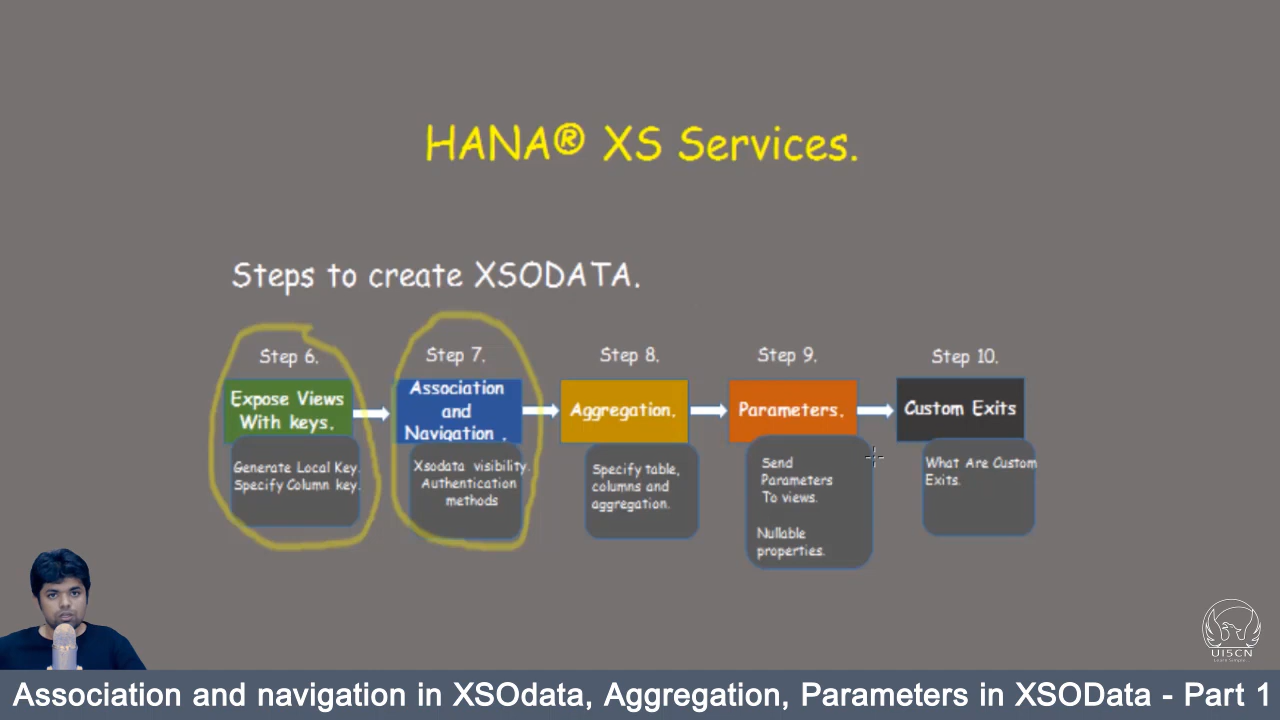 HANA® XS Services.
Steps to create XSODATA.
Step 6.
Expose Views
With keys.
Generate Local Key.
Specify Column key.
Step 7.
Association
and
Navigation .
Xsodata visibility.
Authentication
methods
Step 8.
Aggregation.
Specify table,
columns and
aggregation.
Step 9.
Parameters.
Send
Parameters
To views.
Nullable
properties.
Step 10.
Custom Exits
What Are Custom
Exits.
UISCN
Learn Simple
Association and navigation in XSOdata, Aggregation, Parameters in XSOData - Part 1